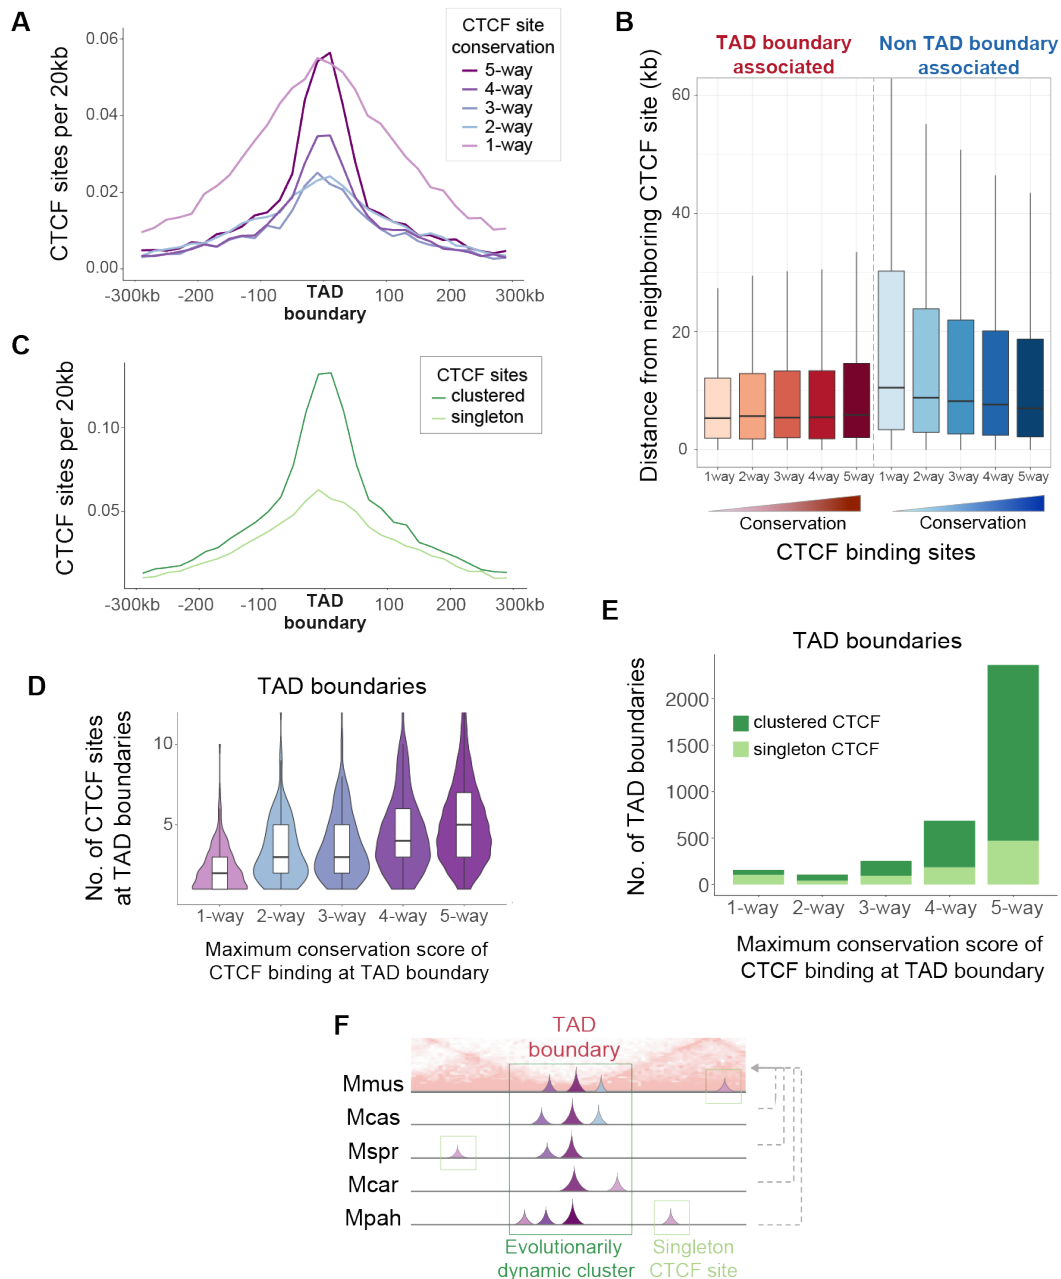 A
CTCF sites per 20kb
0.06
0.04
0.02
0.00
-300kb
-200
-100
TAD
boundary
100
200
300kb
CTCF site
conservation
5-way
4-way
3-way
2-way
1-way
B
TAD boundary
associated
Non TAD boundary
associated
Distance from neighboring CTCF site (kb)
60
40
20
0
1way 2way 3way 4way 5way 1way 2way 3way 4way 5way
Conservation
Conservation
CTCF binding sites
C
CTCF sites per 20kb
0.10
0.05
-300kb
-200
-100
TAD
boundary
100
200
300kb
CTCF sites
clustered
singleton
D
TAD boundaries
No. of CTCF sites
at TAD boundaries
10
5
1-way 2-way 3-way 4-way 5-way
Maximum conservation score of
CTCF binding at TAD boundary
E
TAD boundaries
No. of TAD boundaries
2000
1500
1000
500
0
clustered CTCF
singleton CTCF
1-way 2-way 3-way 4-way 5-way
Maximum conservation score of
CTCF binding at TAD boundary
F
TAD
boundary
Mmus
Mcas
Mspr
Mcar
Mpah
Evolutionarily
dynamic cluster
Singleton
CTCF site